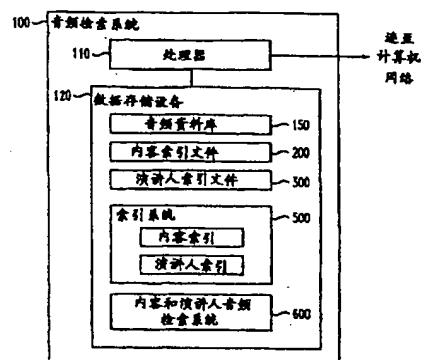 100 音频检索系统
110 处理器
连至
计算机
网络
120 数据存储设备
音频资料库 150
内容索引文件 200
演讲人索引文件 300
索引系统 500
内容索引
演讲人索引
内容和演讲人音频
检索系统 600